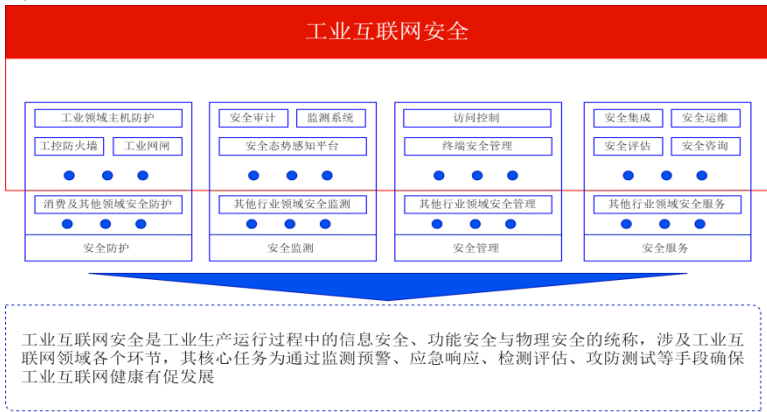 工业互联网安全
工业领域主机防护
工控防火墙 工业网闸
消费及其他领域安全防护
安全防护
安全审计 监测系统
安全态势感知平台
其他行业领域安全监测
安全监测
访问控制
终端安全管理
其他行业领域安全管理
安全管理
安全集成 安全运维
安全评估 安全咨询
其他行业领域安全服务
安全服务
工业互联网安全是工业生产运行过程中的信息安全、功能安全与物理安全的统称，涉及工业互
联网领域各个环节，其核心任务为通过监测预警、应急响应、检测评估、攻防测试等手段确保
工业互联网健康有促发展